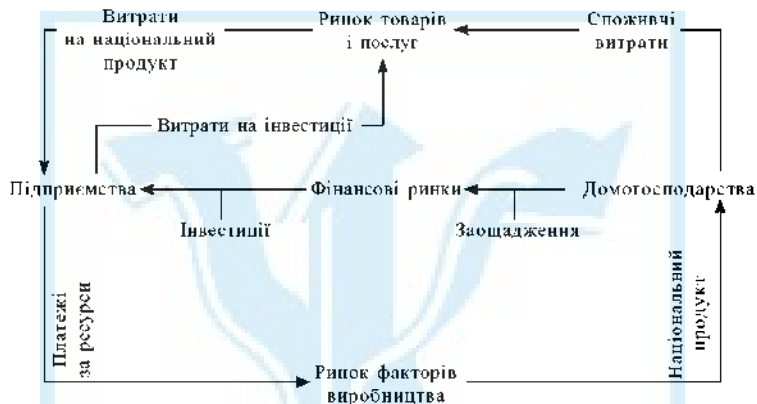 Витрати
на національний
продукт
Ринок товарів
і послуг
Споживчі
витрати
Витрати на інвестиції
Підприємства
Фінансові ринки
Домогосподарства
Інвестиції
Заощадження
Платежі
за ресурси
Національний
продукт
Ринок факторів
виробництва